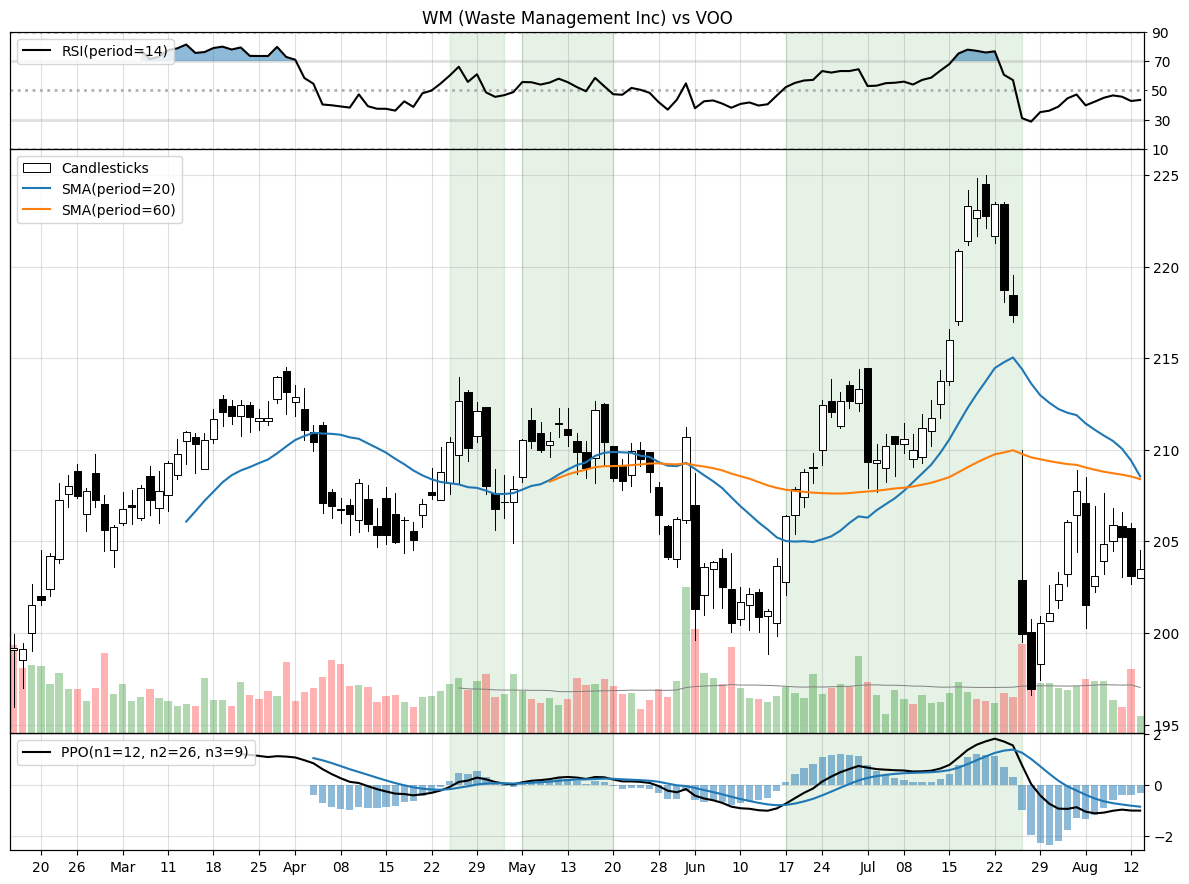 WM (Waste Management Inc) vs VOO
RSI(period=14)
90
70
50
30
10
Candlesticks
SMA(period=20)
SMA(period=60)
225
220
215
210
205
200
195
PPO(n1=12, n2=26, n3=9)
2
0
−2
20 26 Mar 11 18 25 Apr 08 15 22 29 May 13 20 28 Jun 10 17 24 Jul 08 15 22 29 Aug 12